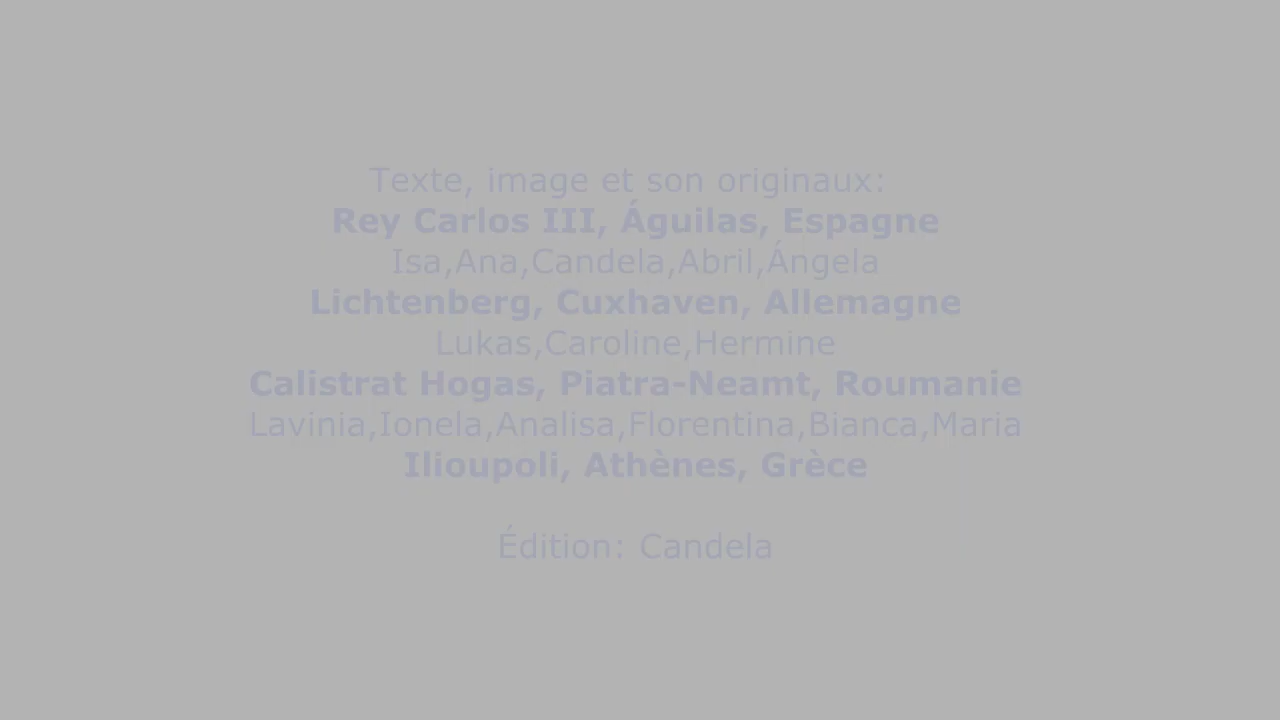 Texte, image et son originaux:
Rey Carlos III, Águilas, Espagne
Isa,Ana,Candela,Abril,Ángela
Lichtenberg, Cuxhaven, Allemagne
Lukas,Caroline,Hermine
Calistrat Hogas, Piatra-Neamt, Roumanie
Lavinia,Ionela,Analisa,Florentina,Bianca,Maria
Ilioupoli, Athènes, Grèce
Édition: Candela